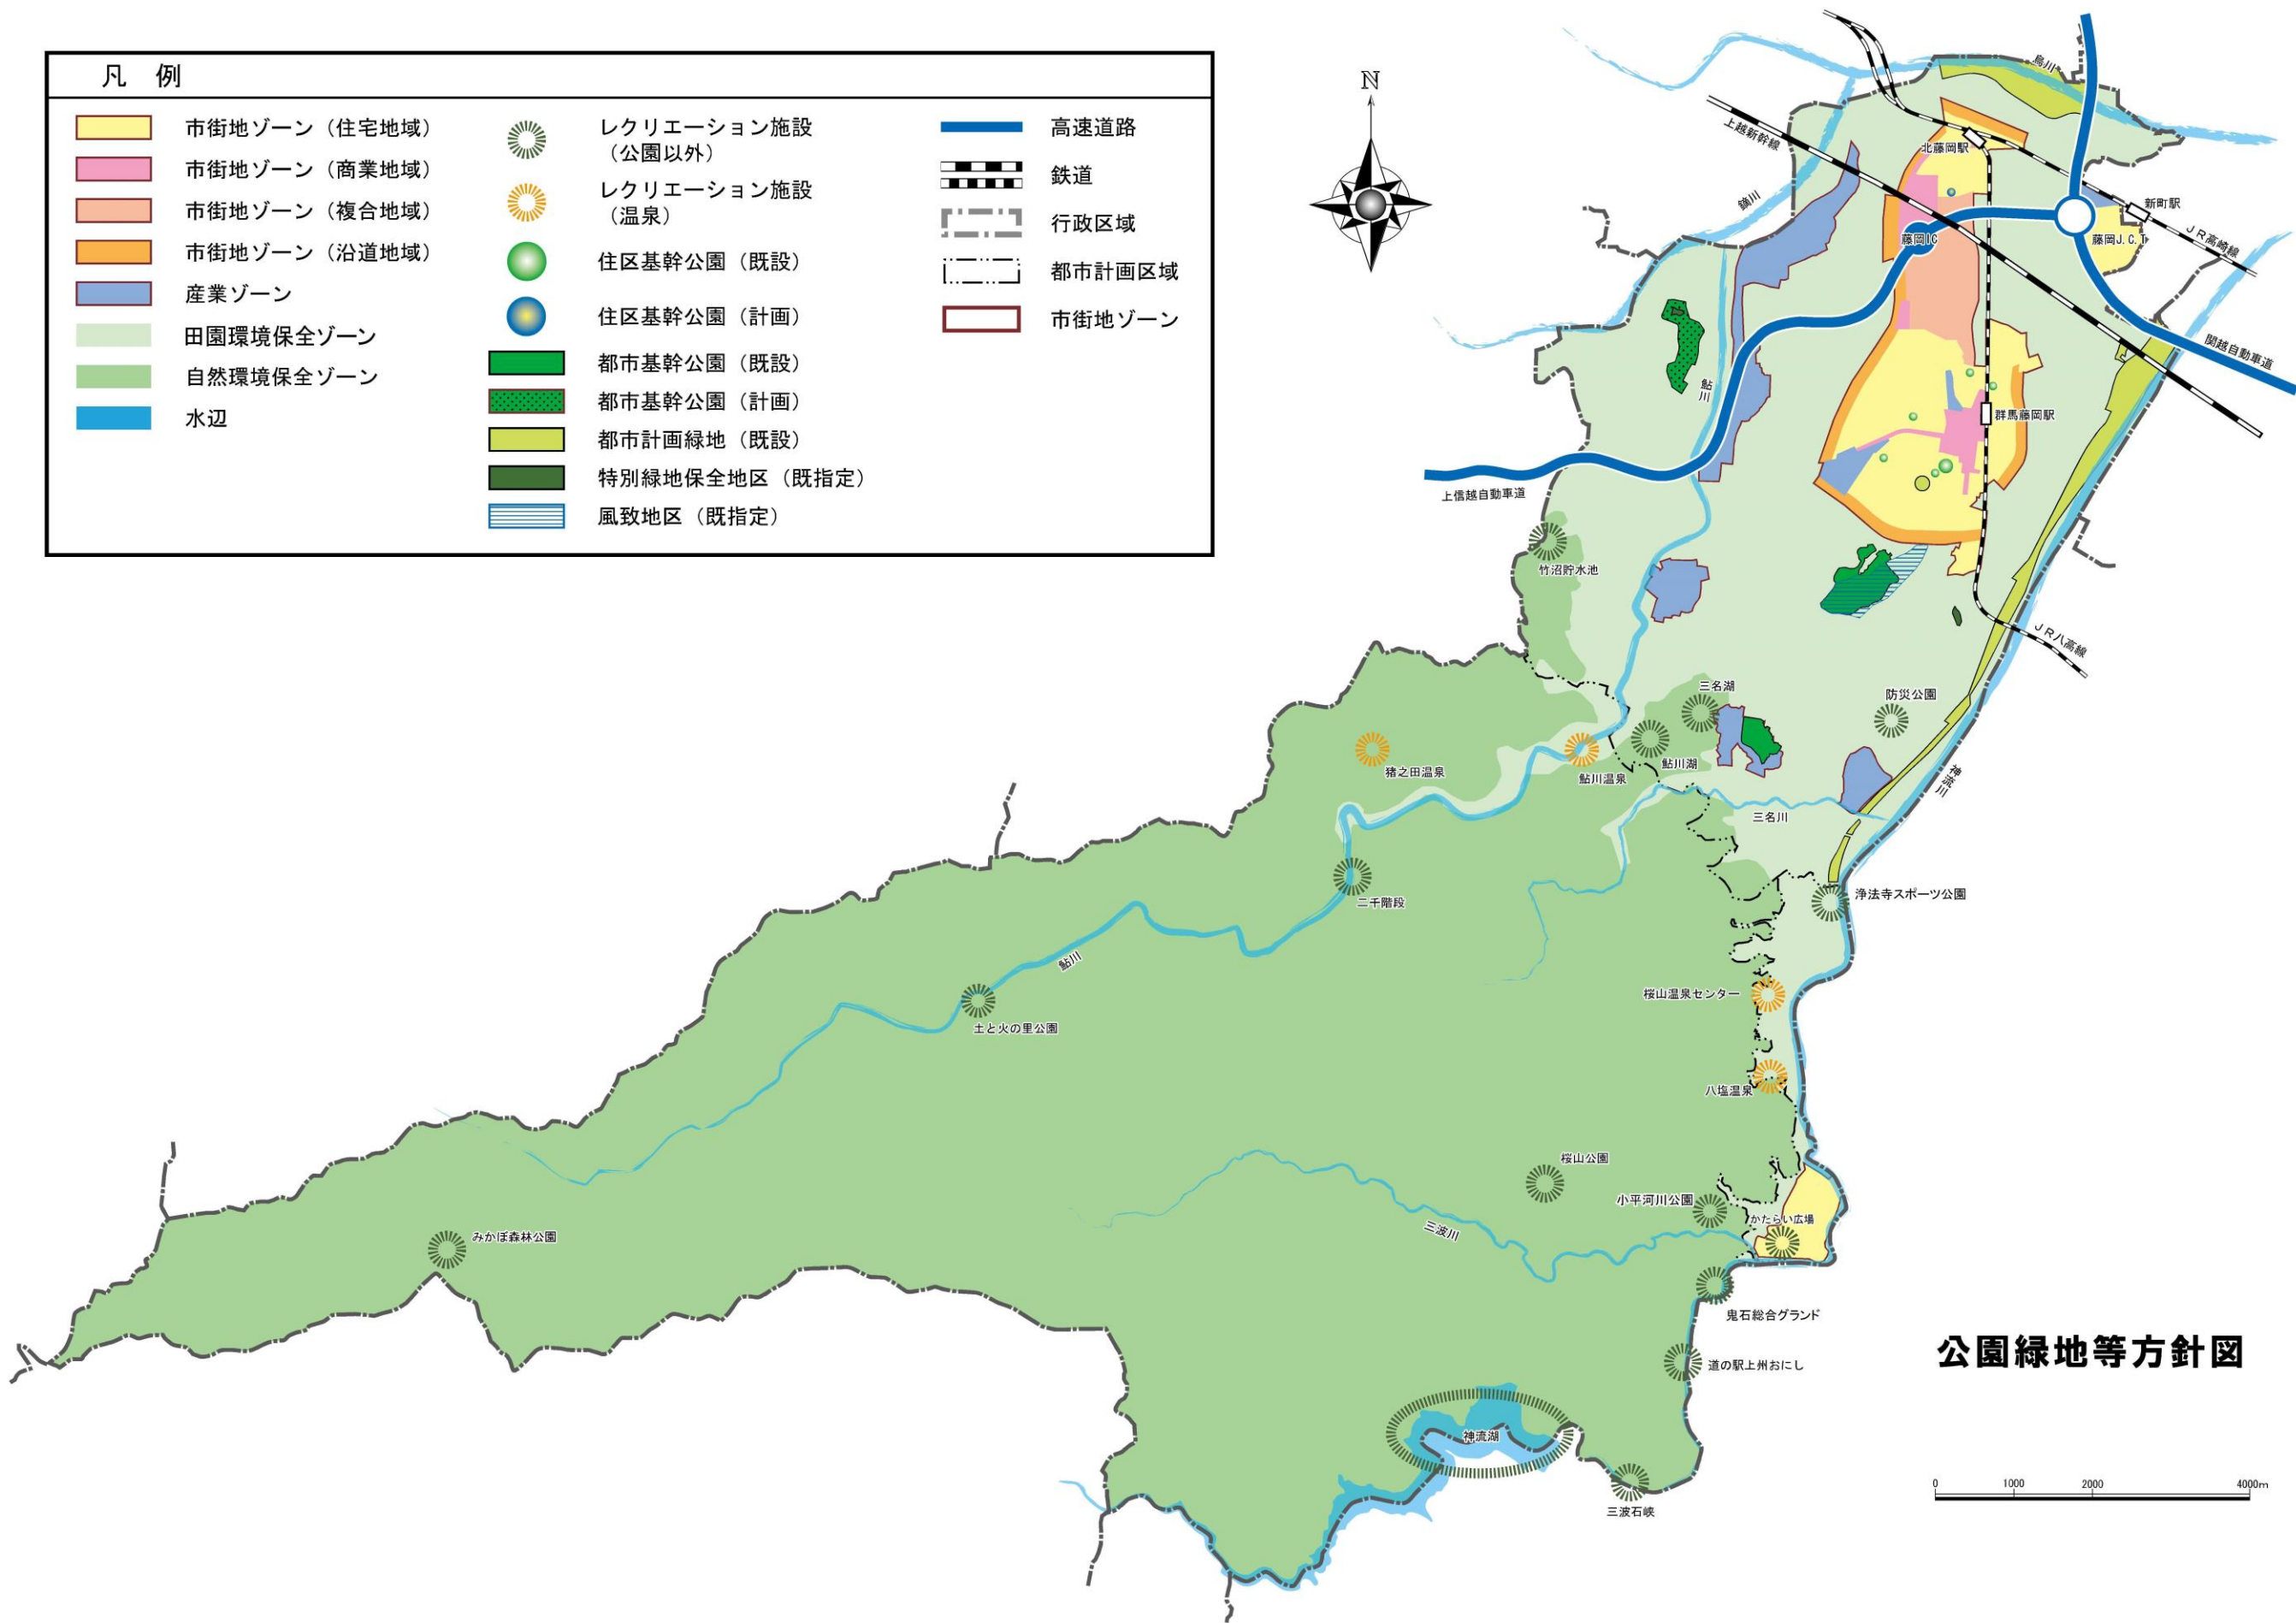 凡 例
市街地ゾーン（住宅地域）
市街地ゾーン（商業地域）
市街地ゾーン（複合地域）
市街地ゾーン（沿道地域）
産業ゾーン
田園環境保全ゾーン
自然環境保全ゾーン
水辺
レクリエーション施設
（公園以外）
レクリエーション施設
（温泉）
住区基幹公園（既設）
住区基幹公園（計画）
都市基幹公園（既設）
都市基幹公園（計画）
都市計画緑地（既設）
特別緑地保全地区（既指定）
風致地区（既指定）
高速道路
鉄道
行政区域
都市計画区域
市街地ゾーン
N
烏川
上越新幹線
北藤岡駅
鏑川
新町駅
藤岡IC
藤岡J.C.T
JR高崎線
関越自動車道
鮎川
群馬藤岡駅
上信越自動車道
竹沼貯水池
JR八高線
三名湖
防災公園
猪之田温泉
鮎川温泉
鮎川湖
神流川
三名川
二千階段
浄法寺スポーツ公園
鮎川
桜山温泉センター
土と火の里公園
八塩温泉
桜山公園
小平河川公園
かたらい広場
三波川
みかぼ森林公園
鬼石総合グランド
道の駅上州おにし
公園緑地等方針図
神流湖
三波石峡
0 1000 2000 4000m